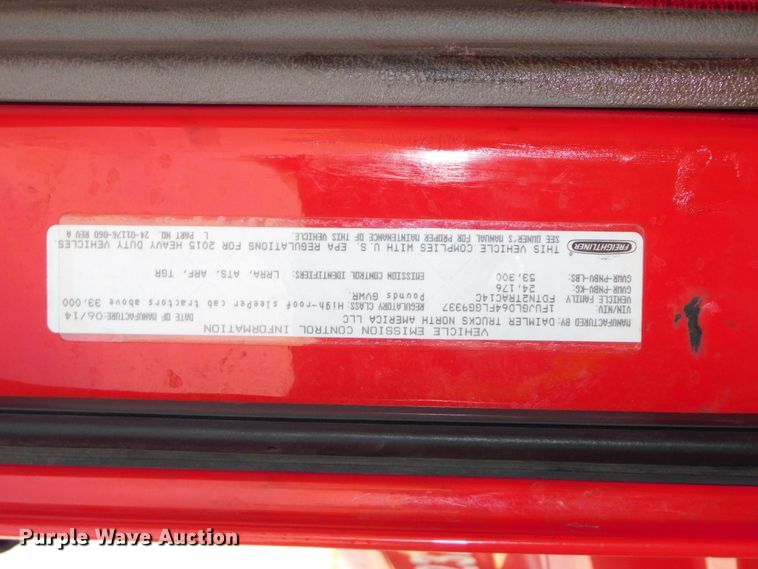 VEHICLE EMISSION CONTROL INFORMATION
MANUFACTURED BY: DAIMLER TRUCKS NORTH AMERICA LLC DATE OF MANUFACTURE: 06/14
VIN/NIV: 1FUJGLD64FLGG9337 REGULATORY CLASS: High-roof sleeper cab tractors above 33,000
VEHICLE FAMILY FDTN2TRAC14C Pounds GVWR.
GVWR-PNBV-KG: 24,176
GVWR-PNBV-LBS: 53,300 EMISSION CONTROL IDENTIFIERS: LRRA, ATS, ARF, TGR
THIS VEHICLE COMPLIES WITH U. S. EPA REGULATIONS FOR 2015 HEAVY DUTY VEHICLES.
SEE OWNER'S MANUAL FOR PROPER MAINTENANCE OF THIS VEHICLE.
FREIGHTLINER
L PART NO. 24-01176-060 REV A
Purple Wave Auction